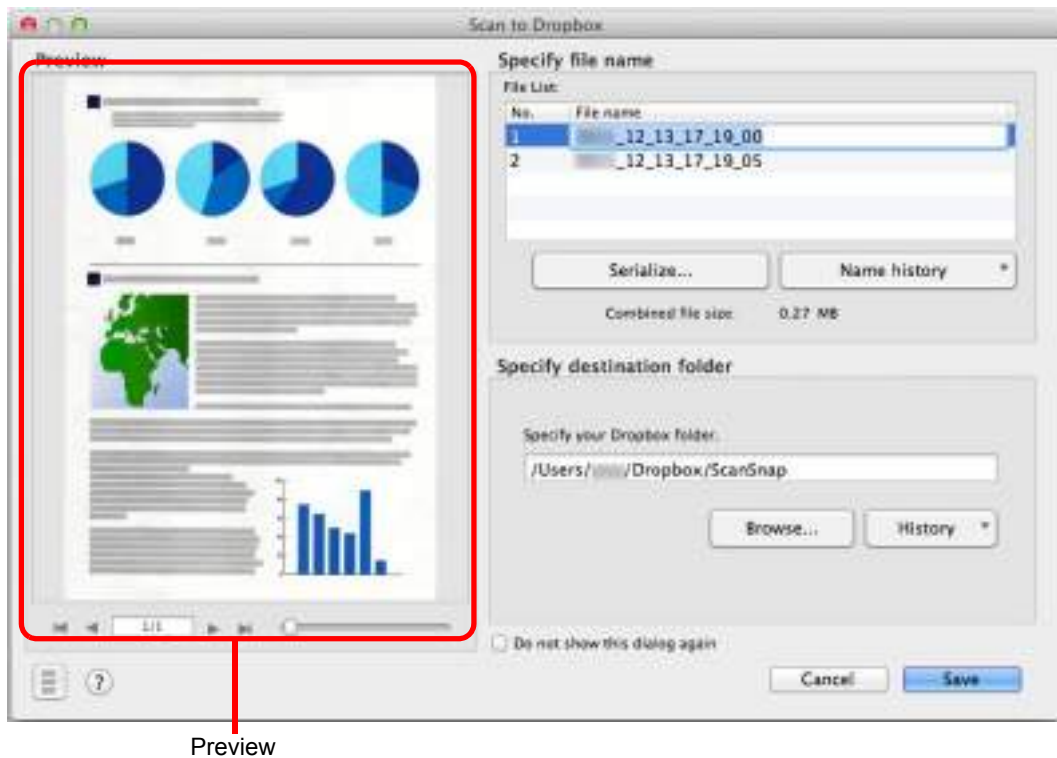 Scan to Dropbox
Preview
Specify file name
File List:
No. File name
1 _12_13_17_19_00
2 _12_13_17_19_05
Serialize...
Name history
Combined file size: 0.27 MB
Specify destination folder
Specify your Dropbox folder.
/Users/ /Dropbox/ScanSnap
Browse...
History
1/1
Do not show this dialog again
?
Cancel
Save
Preview